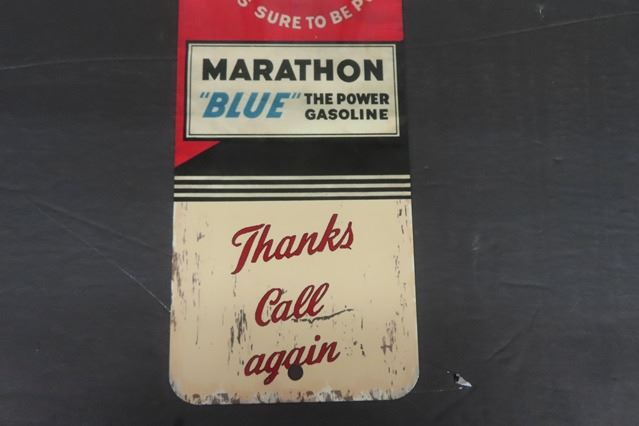 SURE TO BE
MARATHON
"BLUE" THE POWER
GASOLINE
Thanks
Call
again